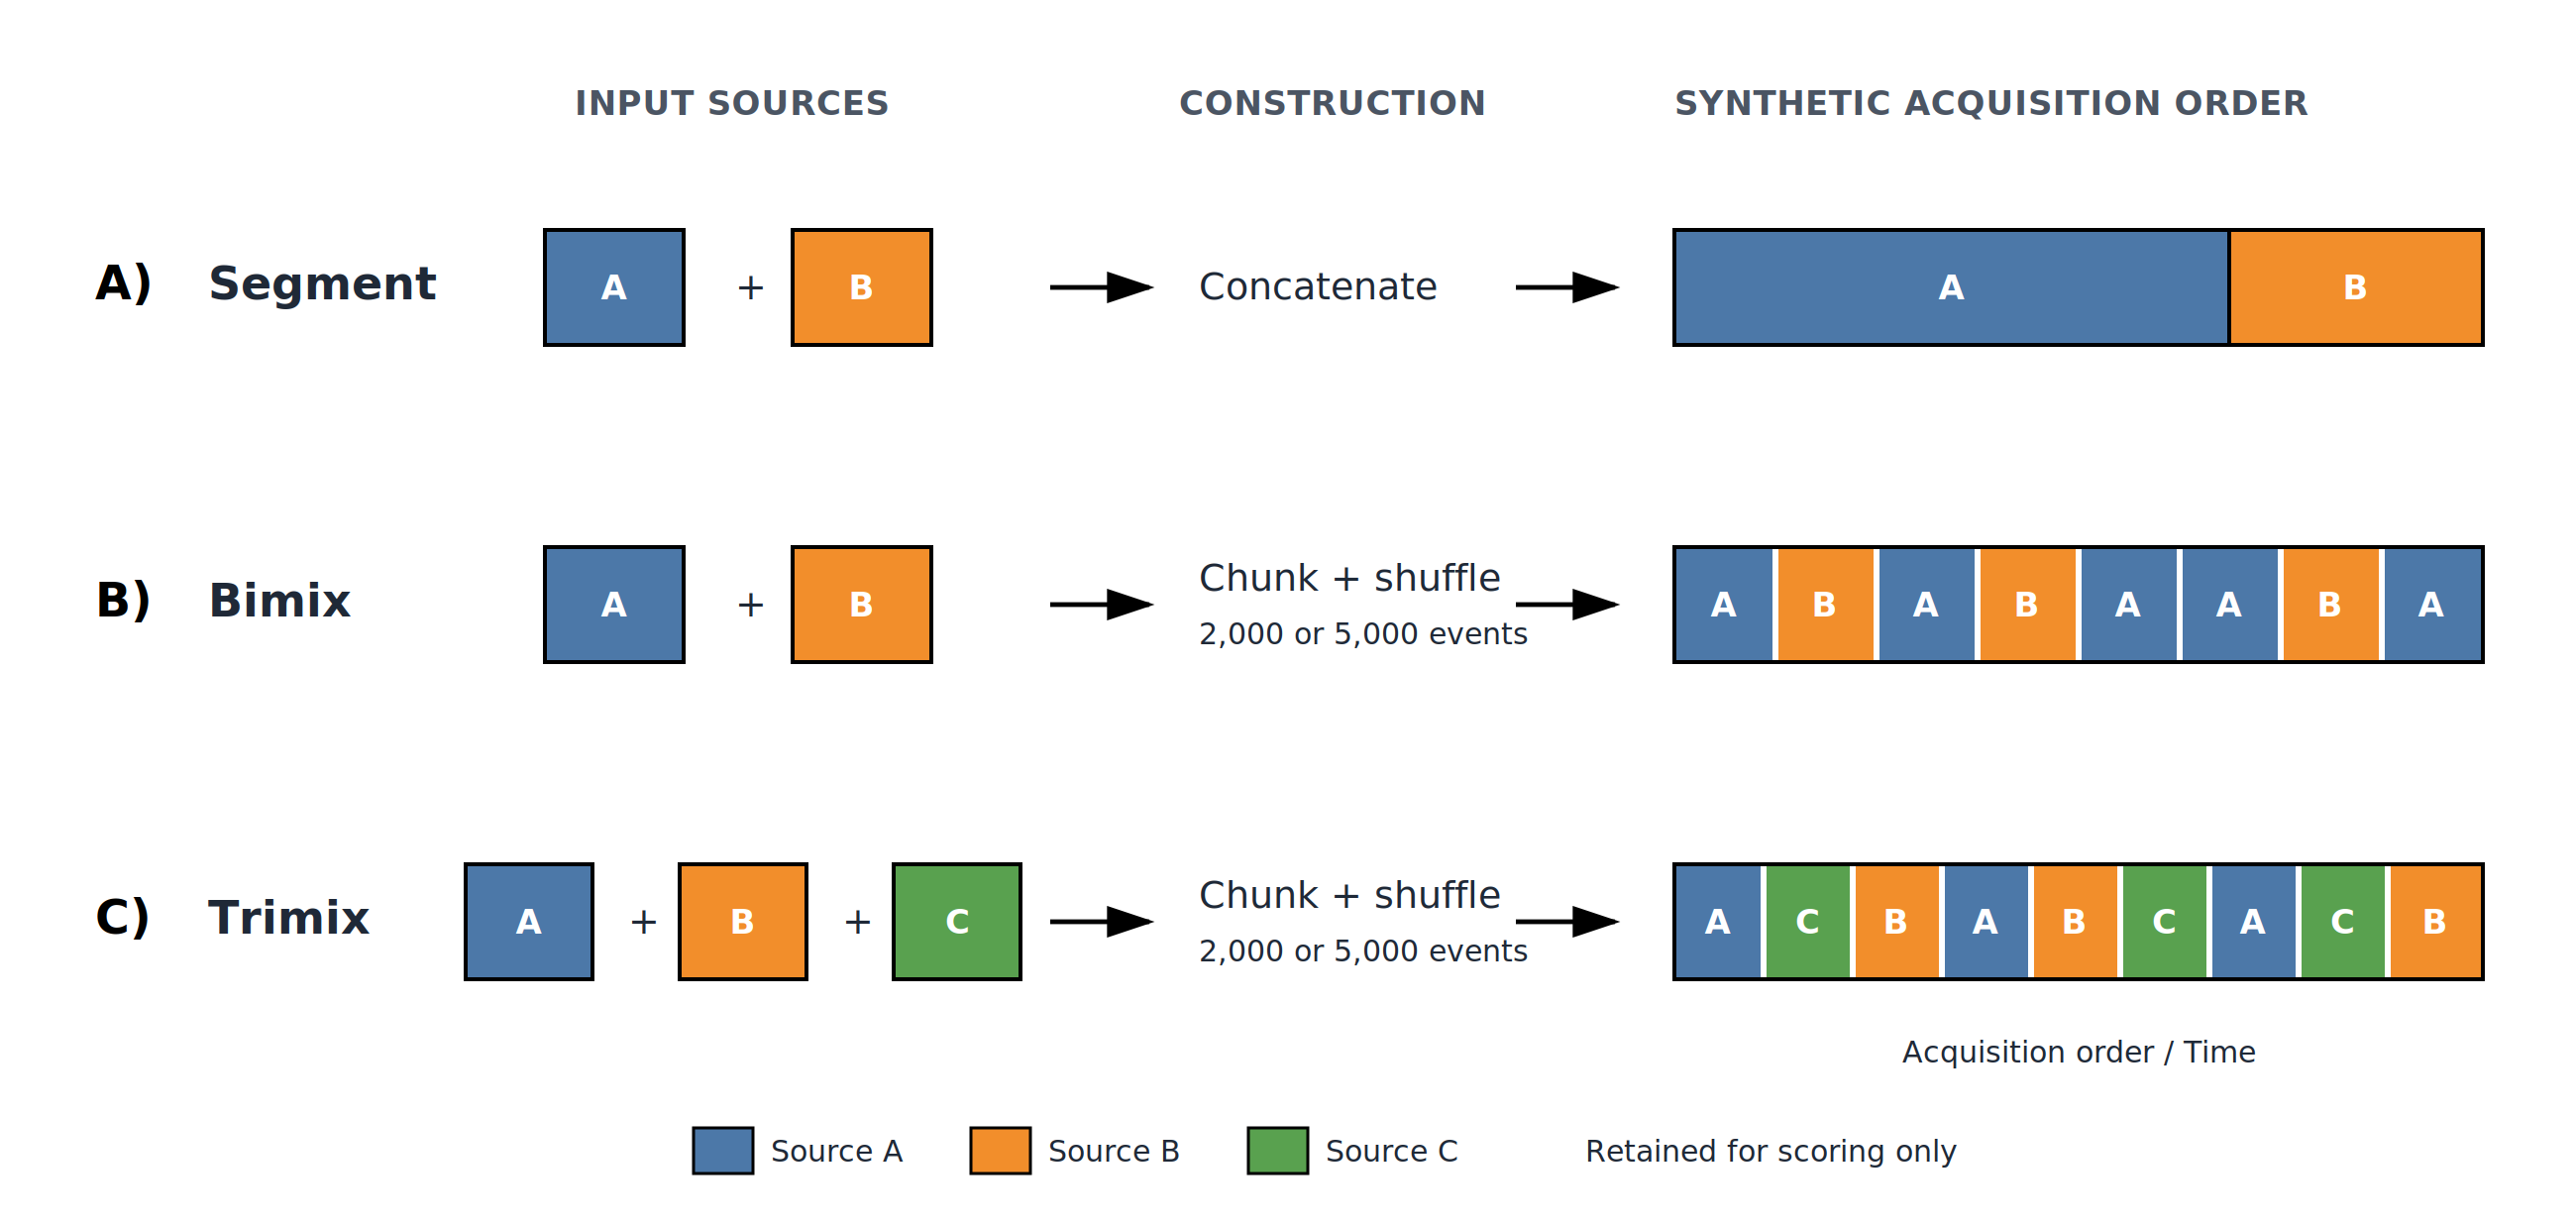 INPUT SOURCES CONSTRUCTION SYNTHETIC ACQUISITION ORDER
A) Segment A + B Concatenate A B
B) Bimix A + B Chunk + shuffle A B A B A A B A
2,000 or 5,000 events
C) Trimix A + B + C Chunk + shuffle A C B A B C A C B
2,000 or 5,000 events
Acquisition order / Time
Source A Source B Source C Retained for scoring only